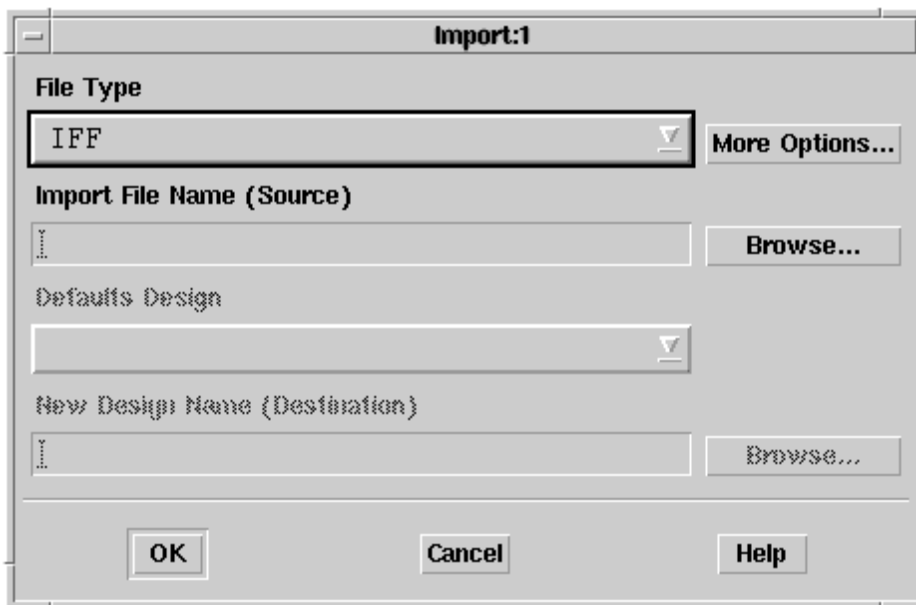 Import:1
File Type
IFF
More Options...
Import File Name (Source)
Browse...
Defaults Design
New Design Name (Destination)
Browse...
OK
Cancel
Help